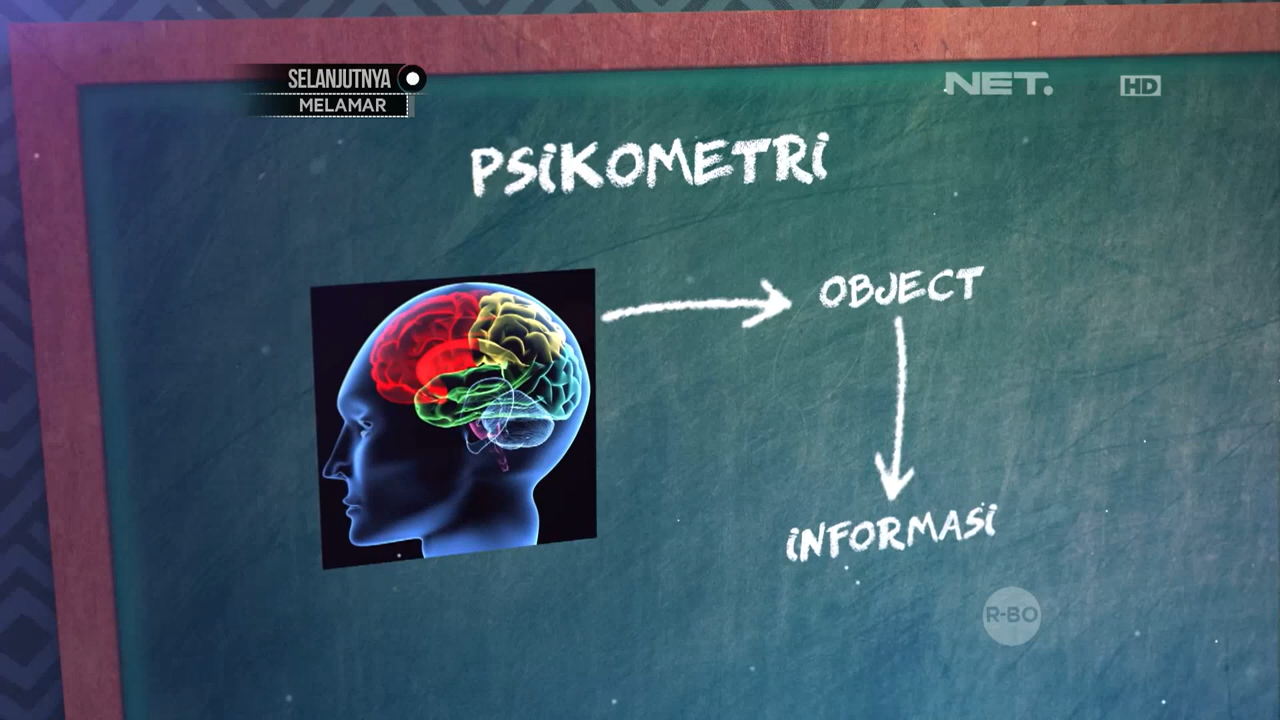 SELANJUTNYA
MELAMAR
NET.
HD
PSiKOMETRi
OBJECT
iNFORMASi
R-BO